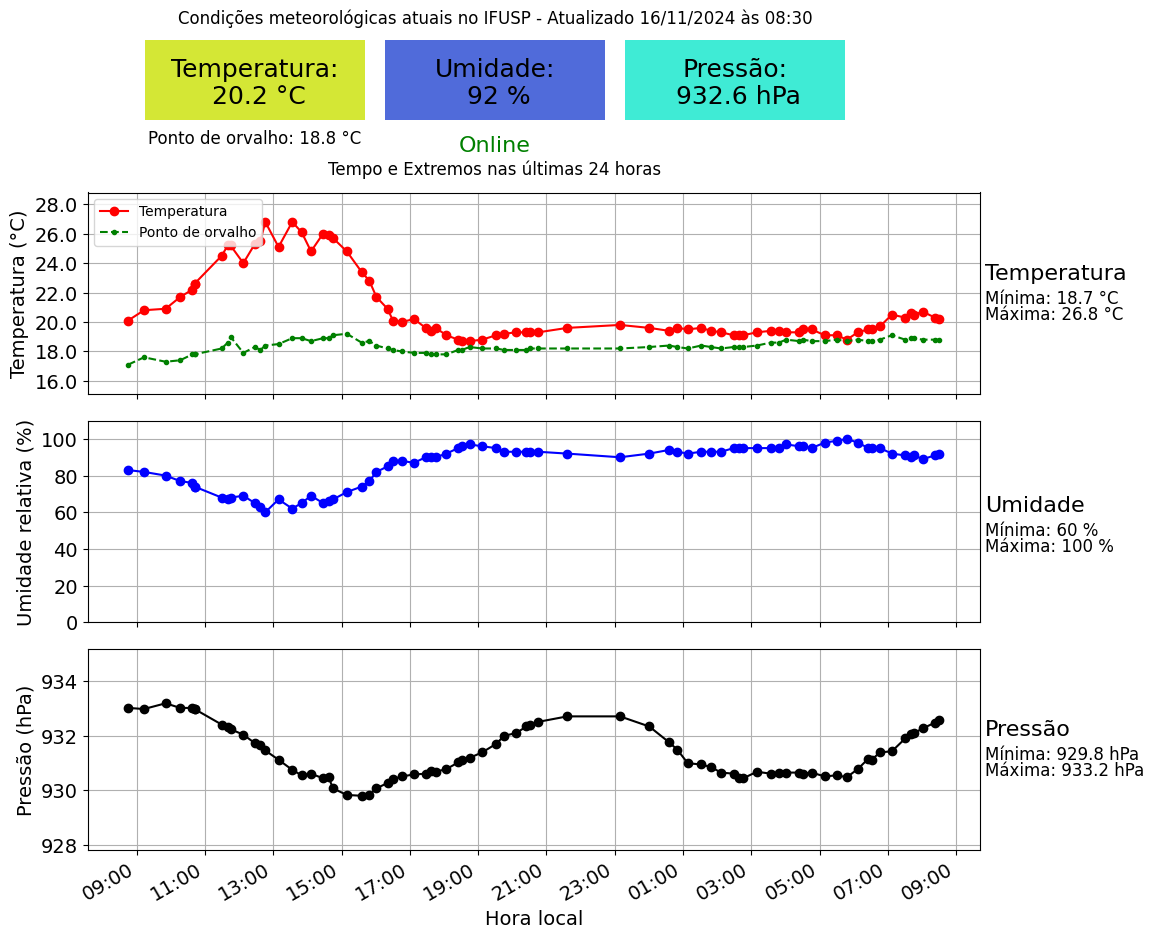 Condições meteorológicas atuais no IFUSP - Atualizado 16/11/2024 às 08:30
Temperatura:
20.2 °C
Umidade:
92 %
Pressão:
932.6 hPa
Ponto de orvalho: 18.8 °C
Online
Tempo e Extremos nas últimas 24 horas
Temperatura (°C)
28.0
26.0
24.0
22.0
20.0
18.0
16.0
Temperatura
Ponto de orvalho
Temperatura
Mínima: 18.7 °C
Máxima: 26.8 °C
Umidade relativa (%)
100
80
60
40
20
0
Umidade
Mínima: 60 %
Máxima: 100 %
Pressão (hPa)
934
932
930
928
Pressão
Mínima: 929.8 hPa
Máxima: 933.2 hPa
09:00 11:00 13:00 15:00 17:00 19:00 21:00 23:00 01:00 03:00 05:00 07:00 09:00
Hora local